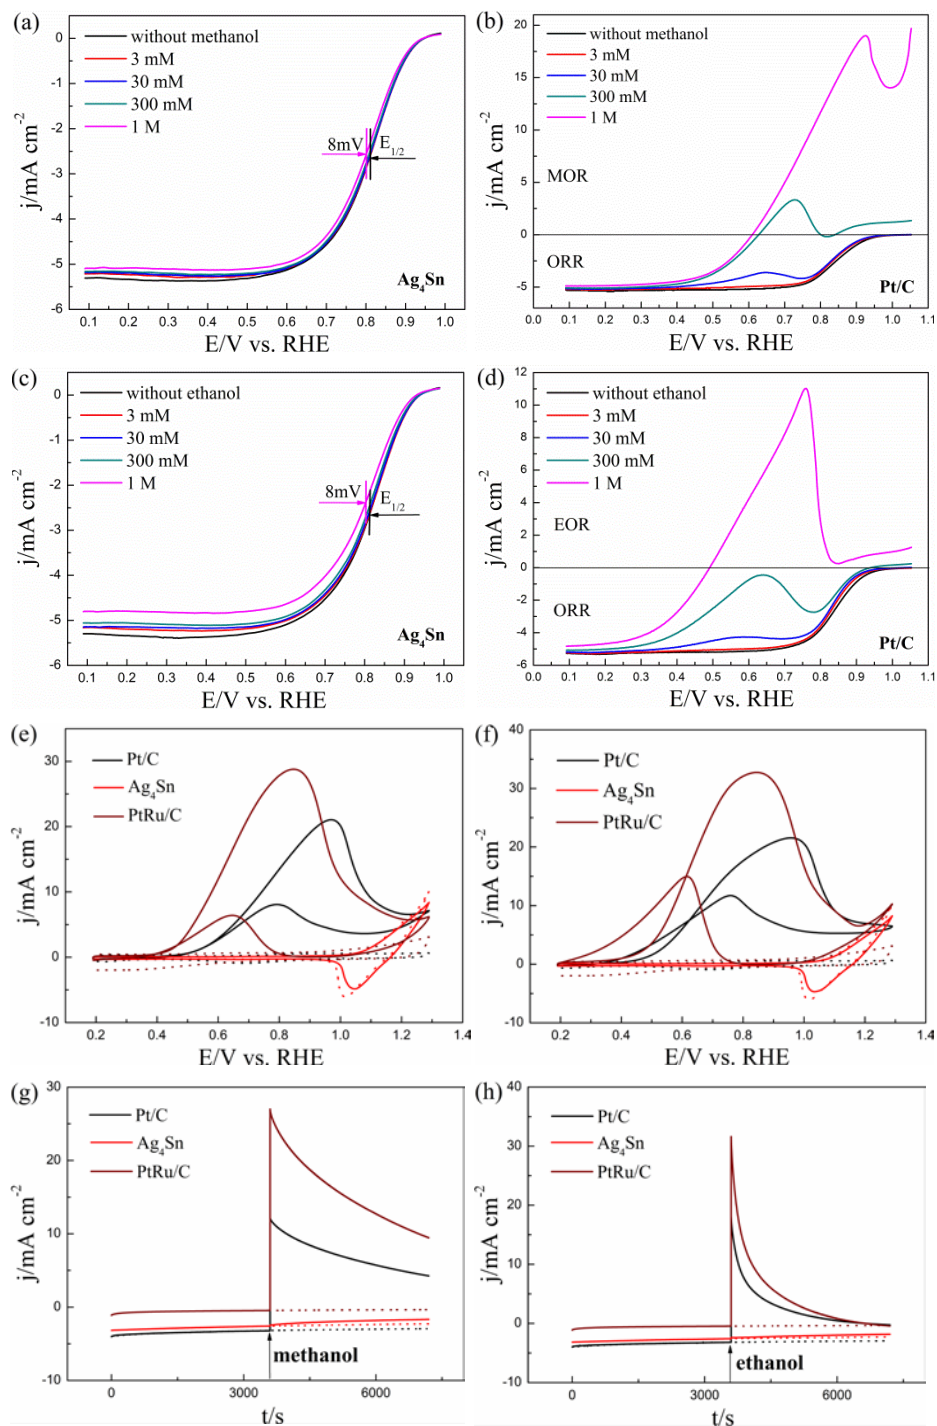 (a)
without methanol
3 mM
30 mM
300 mM
1 M
8mV
E1/2
Ag4Sn
j/mA cm-2
0
-1
-2
-3
-4
-5
-6
0.1 0.2 0.3 0.4 0.5 0.6 0.7 0.8 0.9 1.0
E/V vs. RHE
(b)
without methanol
3 mM
30 mM
300 mM
1 M
MOR
ORR
Pt/C
j/mA cm-2
20
15
10
5
0
-5
0.0 0.1 0.2 0.3 0.4 0.5 0.6 0.7 0.8 0.9 1.0 1.1
E/V vs. RHE
(c)
without ethanol
3 mM
30 mM
300 mM
1 M
8mV
E1/2
Ag4Sn
j/mA cm-2
0
-1
-2
-3
-4
-5
-6
0.1 0.2 0.3 0.4 0.5 0.6 0.7 0.8 0.9 1.0
E/V vs. RHE
(d)
without ethanol
3 mM
30 mM
300 mM
1 M
EOR
ORR
Pt/C
j/mA cm-2
12
10
8
6
4
2
0
-2
-4
-6
0.0 0.1 0.2 0.3 0.4 0.5 0.6 0.7 0.8 0.9 1.0 1.1
E/V vs. RHE
(e)
Pt/C
Ag4Sn
PtRu/C
j/mA cm-2
30
20
10
0
-10
0.2 0.4 0.6 0.8 1.0 1.2 1.4
E/V vs. RHE
(f)
Pt/C
Ag4Sn
PtRu/C
j/mA cm-2
40
30
20
10
0
-10
0.2 0.4 0.6 0.8 1.0 1.2 1.4
E/V vs. RHE
(g)
Pt/C
Ag4Sn
PtRu/C
methanol
j/mA cm-2
30
20
10
0
-10
0 3000 6000
t/s
(h)
Pt/C
Ag4Sn
PtRu/C
ethanol
j/mA cm-2
40
30
20
10
0
-10
0 3000 6000
t/s